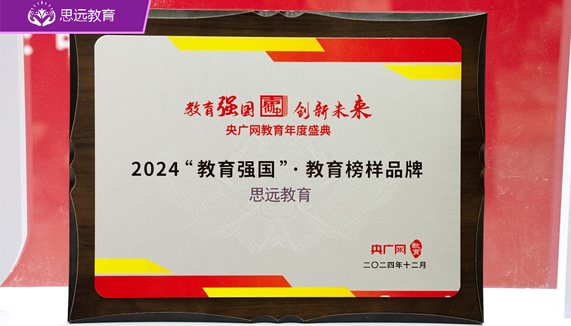 思远教育
教育强国 创新未来
央广网教育年度盛典
2024“教育强国”·教育榜样品牌
思远教育
央广网 教育
二〇二四年十二月